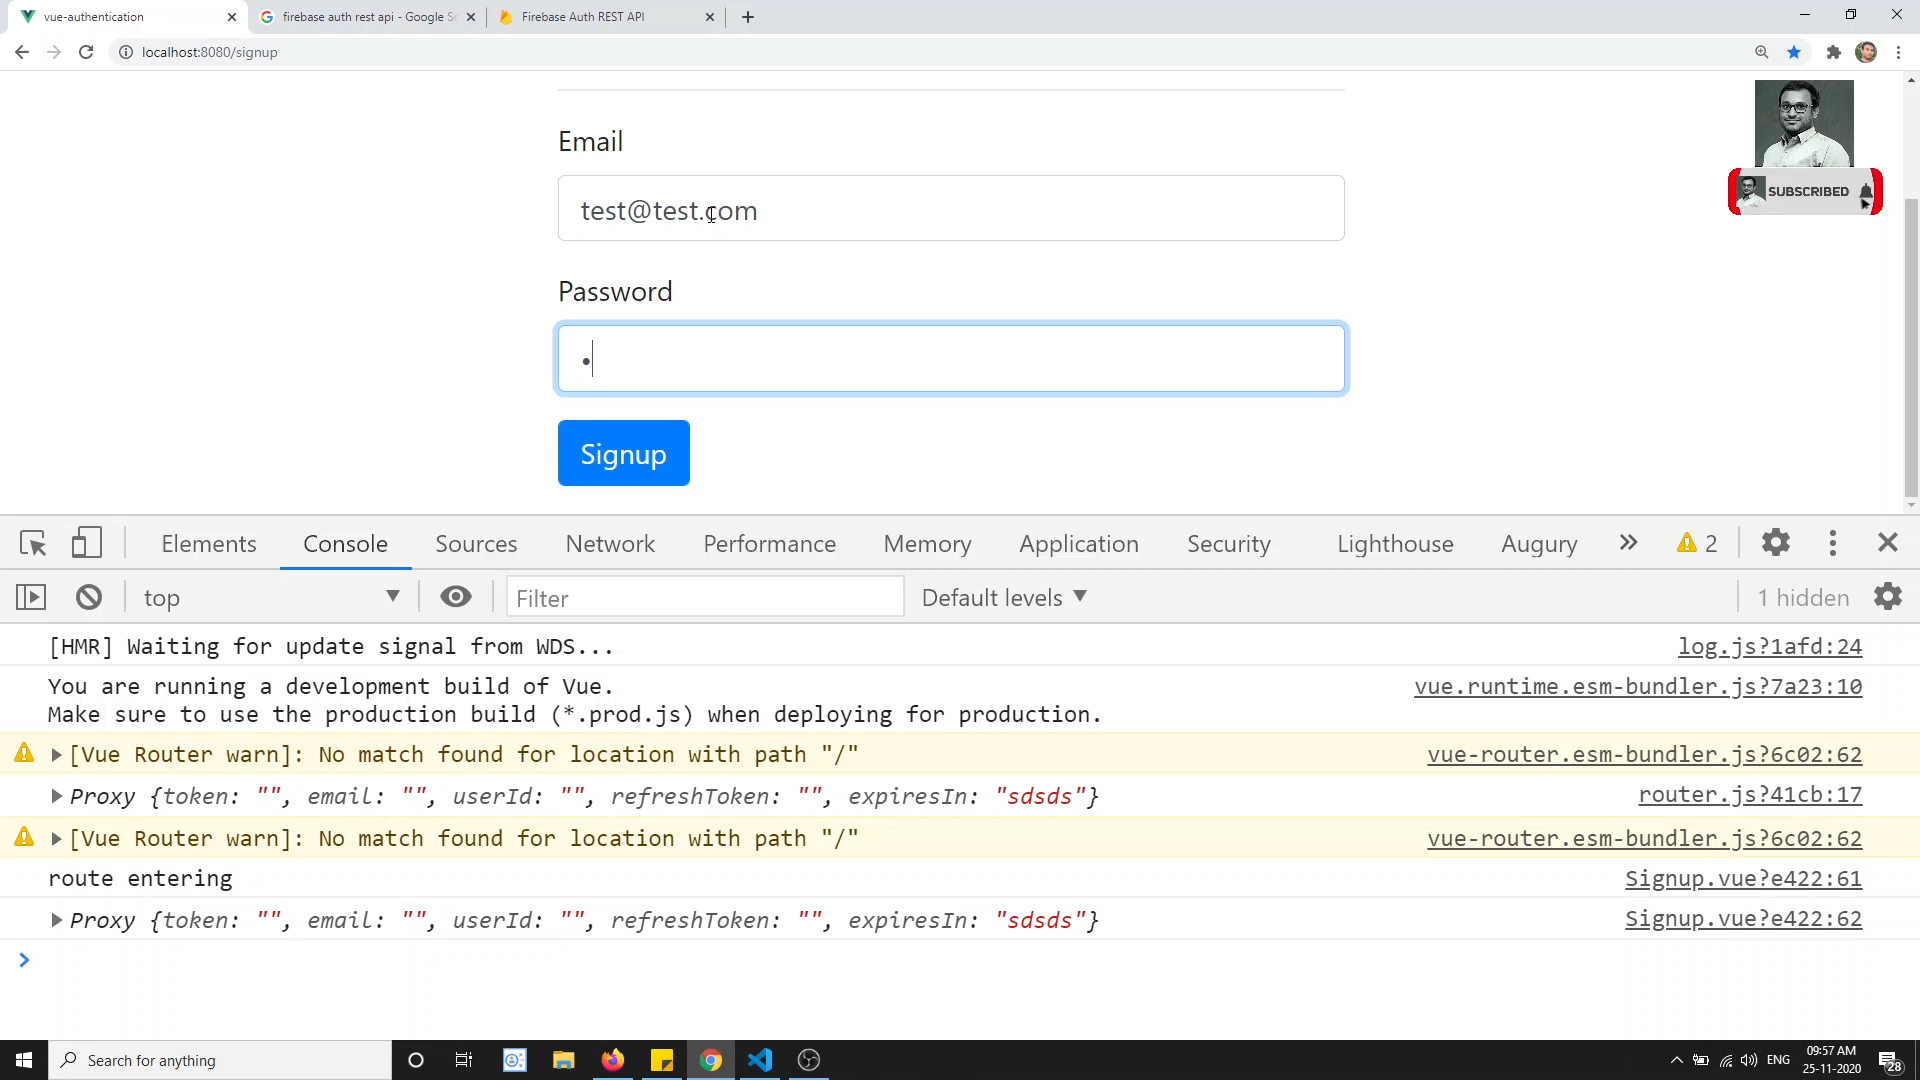 vue-authentication
firebase auth rest api - Google Se
Firebase Auth REST API
localhost:8080/signup
Email
test@test.com
SUBSCRIBED
Password
•
Signup
Elements Console Sources Network Performance Memory Application Security Lighthouse Augury » 2
top Filter Default levels 1 hidden
[HMR] Waiting for update signal from WDS... log.js?1afd:24
You are running a development build of Vue. vue.runtime.esm-bundler.js?7a23:10
Make sure to use the production build (*.prod.js) when deploying for production.
[Vue Router warn]: No match found for location with path "/" vue-router.esm-bundler.js?6c02:62
Proxy {token: "", email: "", userId: "", refreshToken: "", expiresIn: "sdsds"} router.js?41cb:17
[Vue Router warn]: No match found for location with path "/" vue-router.esm-bundler.js?6c02:62
route entering Signup.vue?e422:61
Proxy {token: "", email: "", userId: "", refreshToken: "", expiresIn: "sdsds"} Signup.vue?e422:62
Search for anything
ENG
09:57 AM
25-11-2020
28